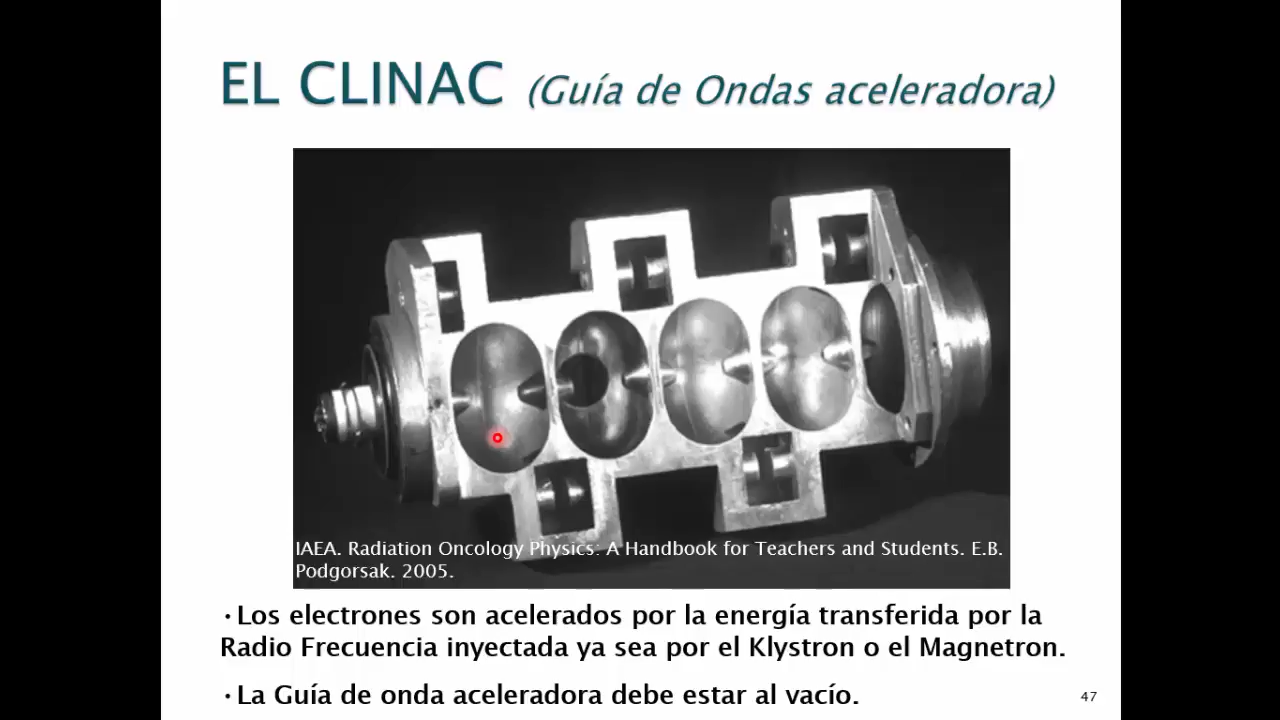 EL CLINAC (Guía de Ondas aceleradora)
IAEA. Radiation Oncology Physics: A Handbook for Teachers and Students. E.B.
Podgorsak. 2005.
•Los electrones son acelerados por la energía transferida por la
Radio Frecuencia inyectada ya sea por el Klystron o el Magnetron.
•La Guía de onda aceleradora debe estar al vacío.
47